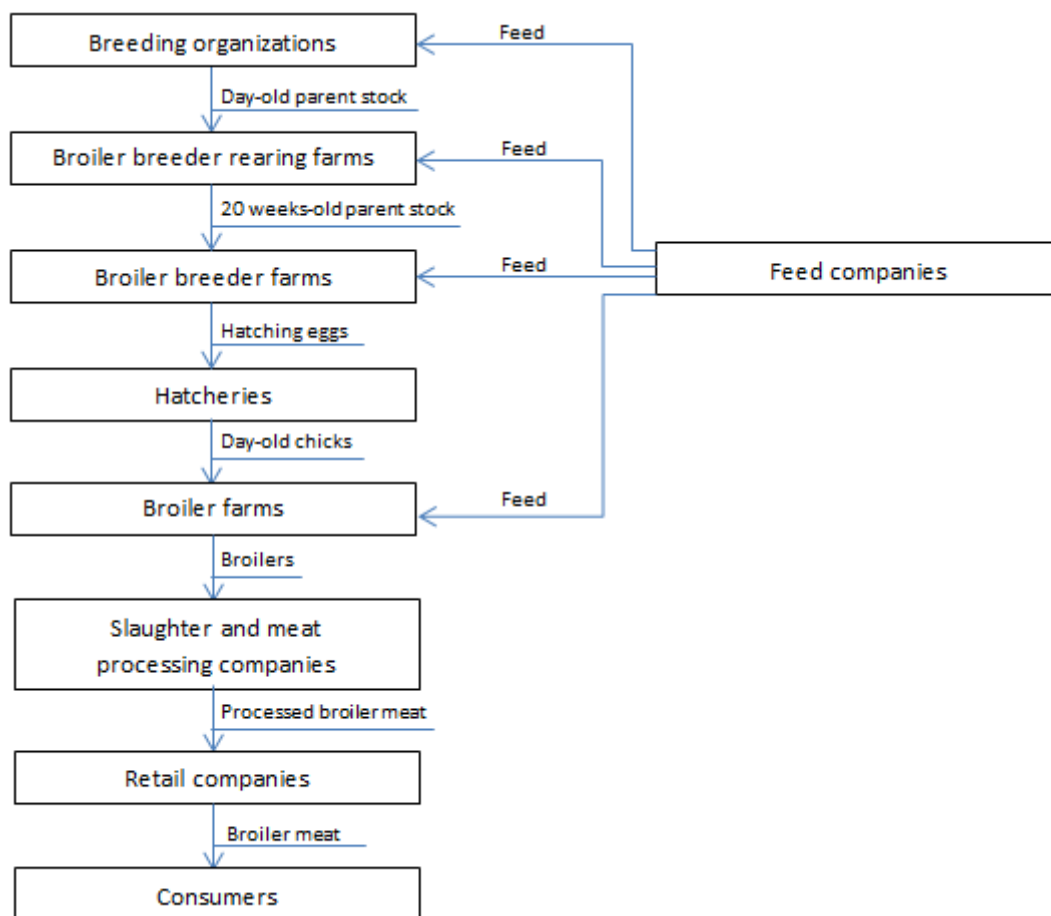 Breeding organizations
Feed
Day-old parent stock
Broiler breeder rearing farms
Feed
20 weeks-old parent stock
Broiler breeder farms
Feed
Feed companies
Hatching eggs
Hatcheries
Day-old chicks
Broiler farms
Feed
Broilers
Slaughter and meat
processing companies
Processed broiler meat
Retail companies
Broiler meat
Consumers